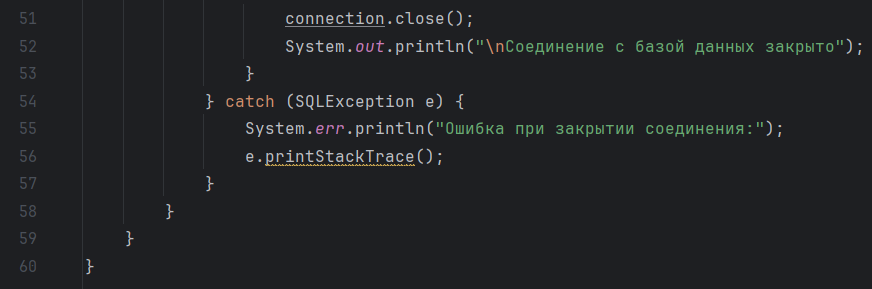 51 connection.close();
52 System.out.println("\nСоединение с базой данных закрыто");
53 }
54 } catch (SQLException e) {
55 System.err.println("Ошибка при закрытии соединения:");
56 e.printStackTrace();
57 }
58 }
59 }
60 }